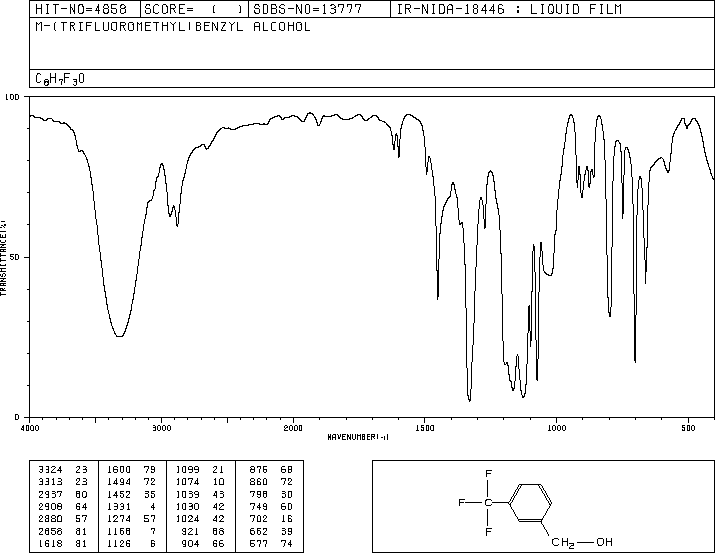 HIT-NO=4858 SCORE= ( ) SDBS-NO=13777 IR-NIDA-18446 : LIQUID FILM
M-(TRIFLUOROMETHYL)BENZYL ALCOHOL
C8H7F3O
100
50
0
TRANSMITTANCE(%)
4000 3000 2000 1500 1000 500
WAVENUMBER(-1)
3324 23 1600 79 1099 21 876 68
3313 23 1494 72 1074 10 860 72
2937 60 1452 35 1039 43 798 30
2908 64 1331 4 1030 42 749 60
2880 57 1274 57 1024 42 702 16
2858 81 1168 7 921 68 662 39
1618 81 1126 6 904 66 577 74
F
F C
F
CH2 OH